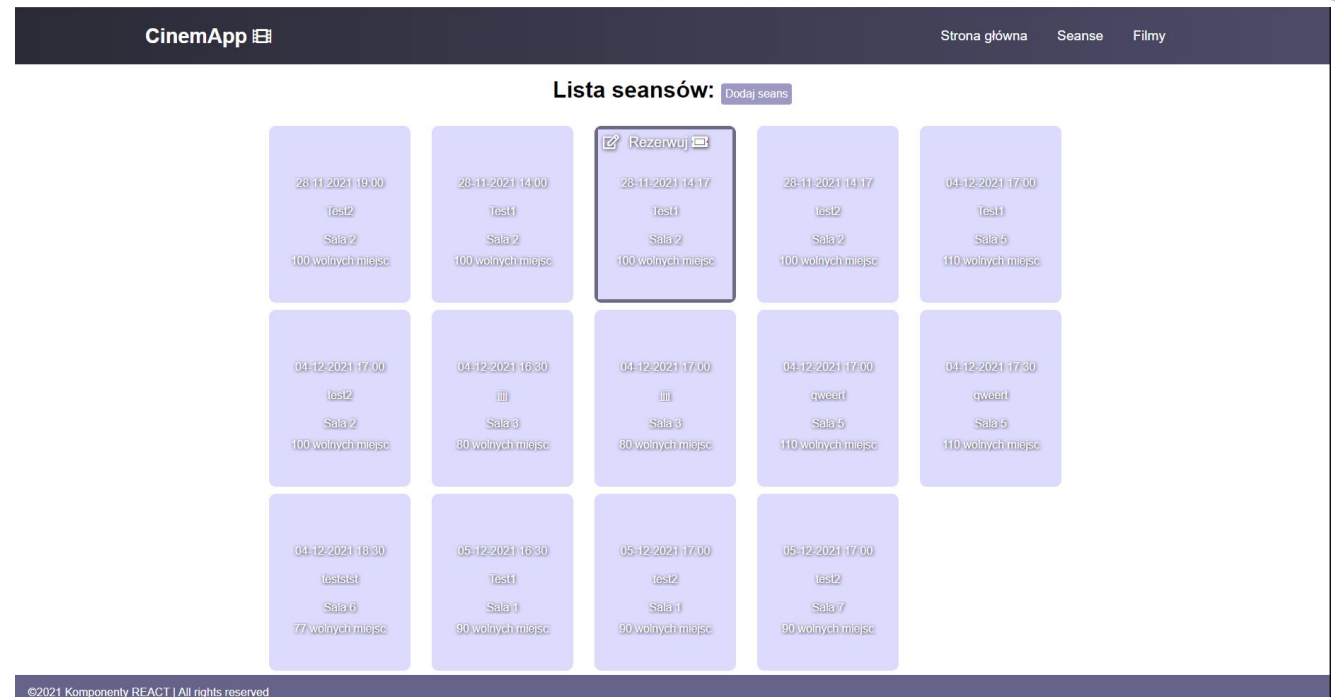 CinemApp
Strona główna Seanse Filmy
Lista seansów: Dodaj seans
28-11-2021 19:00
Test2
Sala 2
100 wolnych miejsc
28-11-2021 14:00
Test1
Sala 2
100 wolnych miejsc
Rezerwuj
28-11-2021 14:17
Test1
Sala 2
100 wolnych miejsc
28-11-2021 14:17
test2
Sala 2
100 wolnych miejsc
04-12-2021 17:00
Test1
Sala 5
110 wolnych miejsc
04-12-2021 17:00
test2
Sala 2
100 wolnych miejsc
04-12-2021 16:30
Sala 3
80 wolnych miejsc
04-12-2021 17:00
Sala 3
80 wolnych miejsc
04-12-2021 17:00
qweert
Sala 5
110 wolnych miejsc
04-12-2021 17:30
qweert
Sala 5
110 wolnych miejsc
04-12-2021 18:30
Sala 6
77 wolnych miejsc
05-12-2021 16:30
Test1
Sala 1
90 wolnych miejsc
05-12-2021 17:00
test2
Sala 1
90 wolnych miejsc
05-12-2021 17:00
test2
Sala 7
90 wolnych miejsc
©2021 Komponenty REACT | All rights reserved